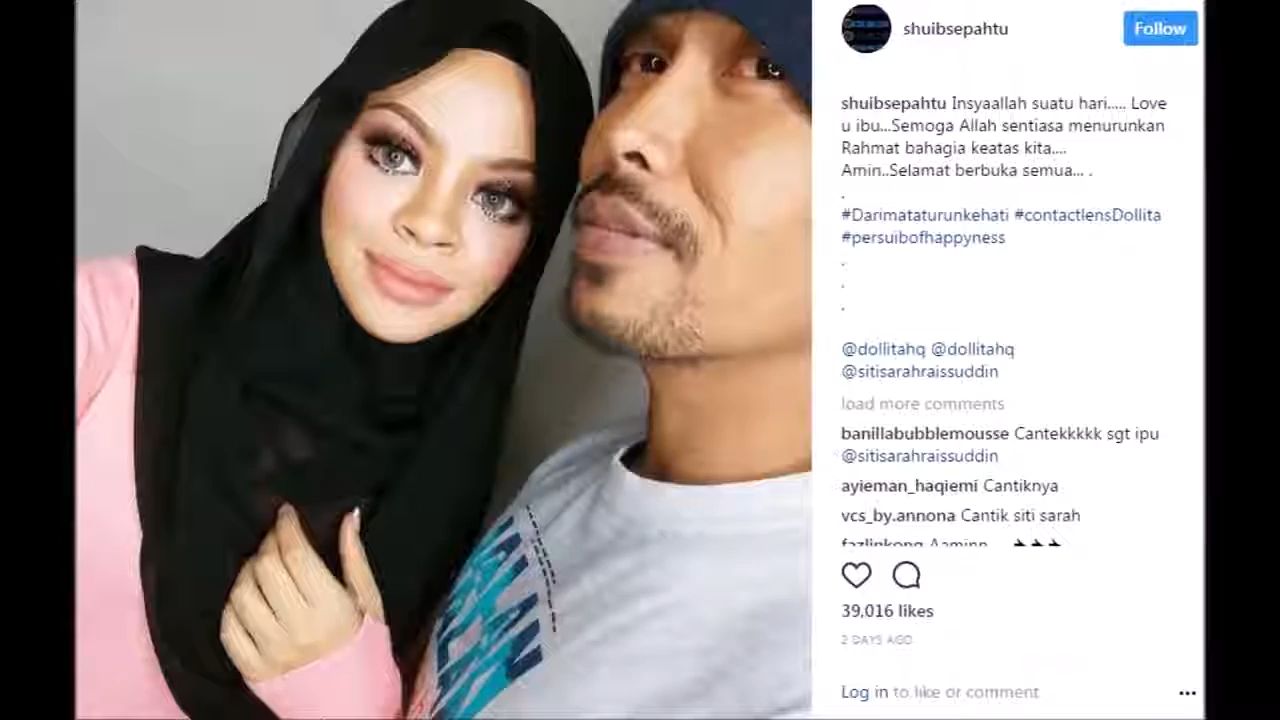 shuibsepahtu
Follow
shuibsepahtu Insyaallah suatu hari..... Love
u ibu...Semoga Allah sentiasa menurunkan
Rahmat bahagia keatas kita....
Amin..Selamat berbuka semua... .
.
#Darimataturunkehati #contactlensDollita
#persuibofhappyness
.
.
.
@dollitahq @dollitahq
@sitisarahraissuddin
load more comments
banillabubblemousse Cantekkkkk sgt ipu
@sitisarahraissuddin
ayieman_haqiemi Cantiknya
vcs_by.annona Cantik siti sarah
39,016 likes
2 DAYS AGO
Log in to like or comment